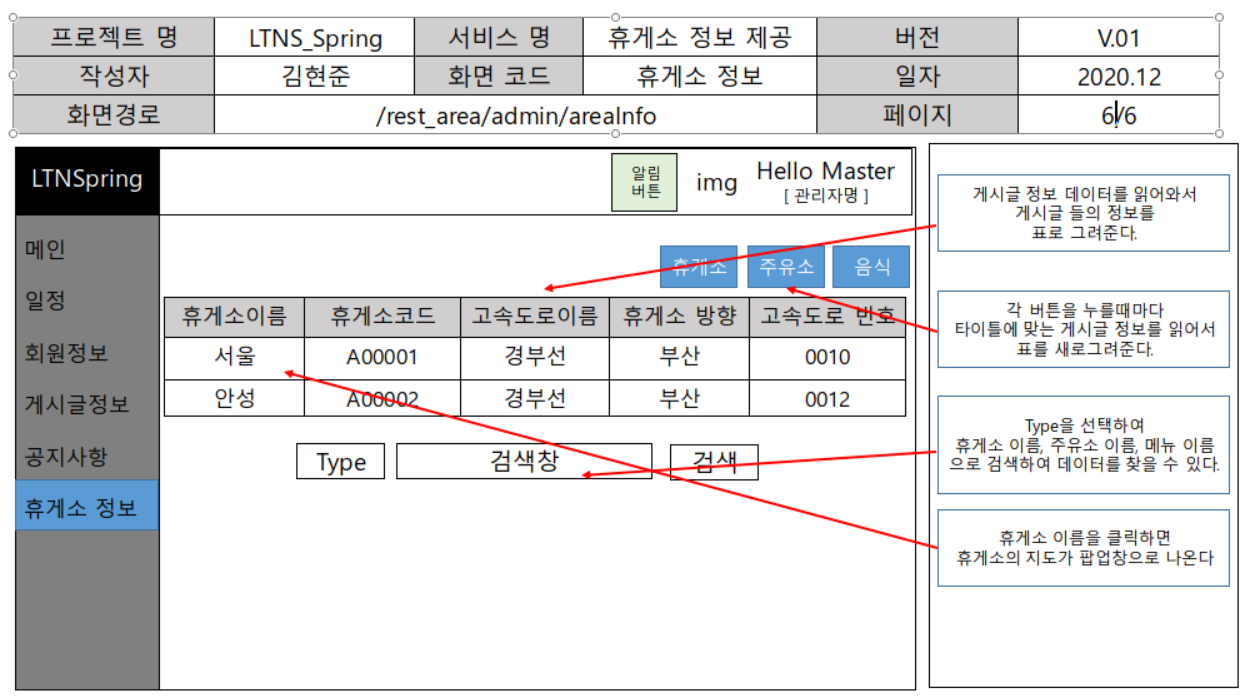 프로젝트 명 LTNS_Spring 서비스 명 휴게소 정보 제공 버전 V.01
작성자 김현준 화면 코드 휴게소 정보 일자 2020.12
화면경로 /rest_area/admin/areaInfo 페이지 6/6
LTNSpring
알림
버튼
img
Hello Master
[ 관리자명 ]
메인
일정
회원정보
게시글정보
공지사항
휴게소 정보
휴게소 주유소 음식
휴게소이름 휴게소코드 고속도로이름 휴게소 방향 고속도로 번호
서울 A00001 경부선 부산 0010
안성 A00002 경부선 부산 0012
Type 검색창 검색
게시글 정보 데이터를 읽어와서
게시글 들의 정보를
표로 그려준다.
각 버튼을 누를때마다
타이틀에 맞는 게시글 정보를 읽어서
표를 새로그려준다.
Type을 선택하여
휴게소 이름, 주유소 이름, 메뉴 이름
으로 검색하여 데이터를 찾을 수 있다.
휴게소 이름을 클릭하면
휴게소의 지도가 팝업창으로 나온다